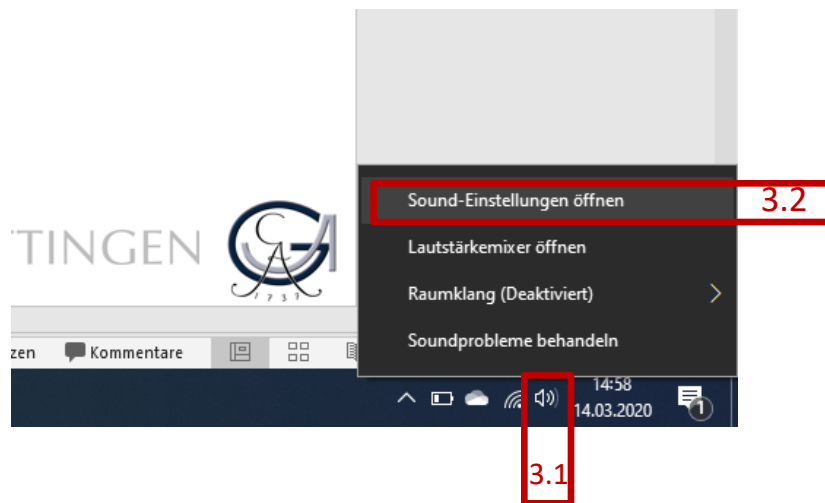 Sound-Einstellungen öffnen
3.2
TTINGEN
Lautstärkemixer öffnen
1737
Raumklang (Deaktiviert)
Soundprobleme behandeln
zen
Kommentare
14:58
14.03.2020
1
3.1